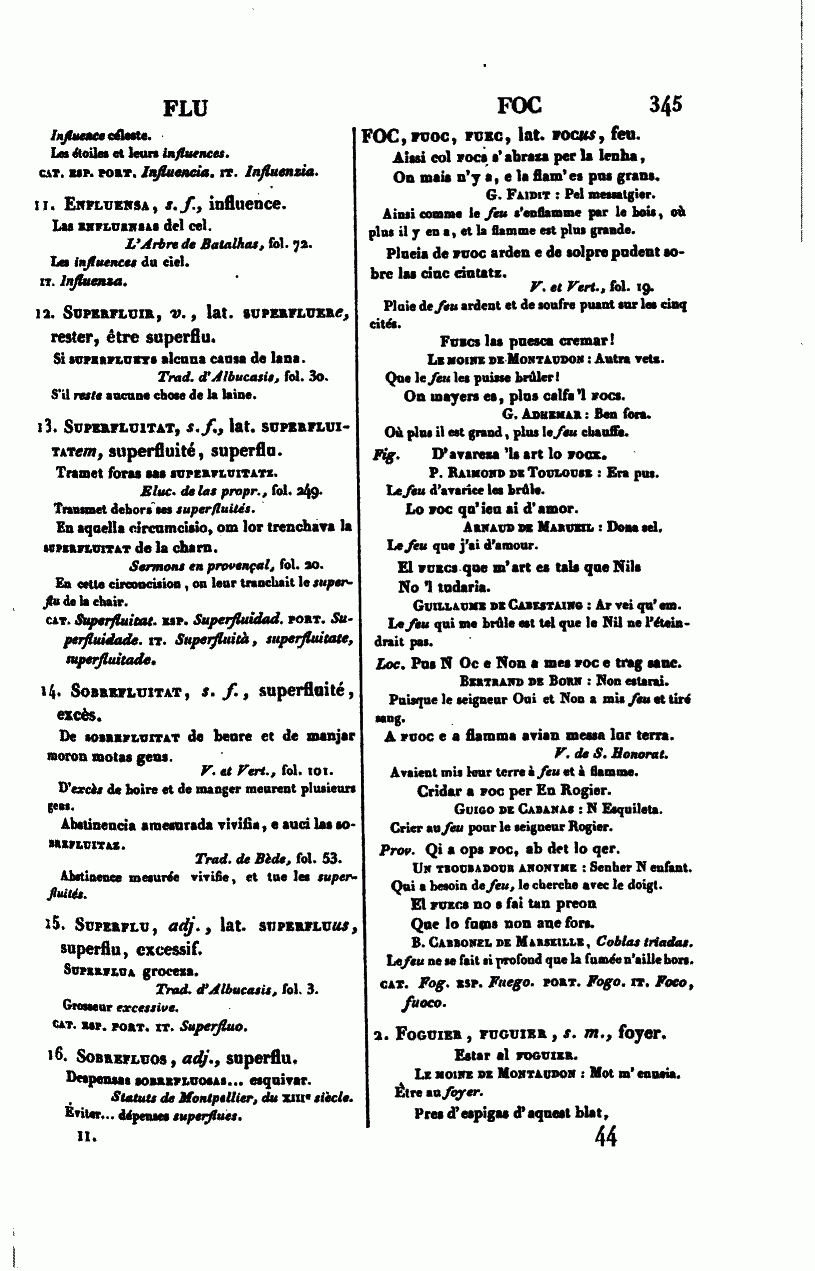 FLU
Influence céleste.
Les étoiles et leurs influences.
CAT. ESP. PORT. Influencia. IT. Influenzia.
11. ENFLUENSA, s. f., influence.
Las ENFLUENSAS del cel.
L'Arbre de Batalhas, fol. 72.
Les influences du ciel.
IT. Influenza.
12. SUPERFLUIR, v., lat. SUPERFLUERe,
rester, être superflu.
Si SUPERFLUEYS alcuna causa de lana.
Trad. d'Albucasis, fol. 30.
S'il reste aucune chose de la laine.
13. SUPERFLUITAT, s. f., lat. SUPERFLUI-
TATem, superfluité, superflu.
Tramet foras sas SUPERFLUITATZ.
Eluc. de las propr., fol. 249.
Transmet dehors ses superfluités.
En aquella circumcisio, om lor trenchava la
SUPERFLUITAT de la charn.
Sermons en provençal, fol. 20.
En cette circoncision, on leur tranchait le super-
flu de la chair.
CAT. Superfluitat. ESP. Superfluidad. PORT. Su-
perfluidade. IT. Superfluità, superfluitate,
superfluitade.
14. SOBREFLUITAT, s. f., superfluité,
excès.
De SOBREFLUITAT de beure et de manjar
moron motas gens.
V. et Vert., fol. 101.
D'excès de boire et de manger meurent plusieurs
gens.
Abstinencia amesurada vivifia, e auci las SO-
BREFLUITAZ.
Trad. de Bède, fol. 53.
Abstinence mesurée vivifie, et tue les super-
fluités.
15. SUPERFLU, adj., lat. SUPERFLUus,
superflu, excessif.
SUPERFLUA groceza.
Trad. d'Albucasis, fol. 3.
Grosseur excessive.
CAT. ESP. PORT. IT. Superfluo.
16. SOBREFLUOS, adj., superflu.
Despensas SOBREFLUOSAS... esquivar.
Statuts de Montpellier, du XIIIe siècle.
Éviter... dépenses superflues.
II.
FOC 345
FOC, FUOC, FUEC, lat. FOCUS, feu.
Aissi col FOCS s'abraza per la lenha,
On mais n'y a, e la flam'es pus grans.
G. FAIDIT : Pel messatgier.
Ainsi comme le feu s'enflamme par le bois, où
plus il y en a, et la flamme est plus grande.
Plueia de FUOC arden e de solpre pudent so-
bre las cinc ciutatz.
V. et Vert., fol. 19.
Pluie de feu ardent et de soufre puant sur les cinq
cités.
FUECS las puesca cremar!
LE MOINE DE MONTAUDON : Autra vetz.
Que le feu les puisse brûler!
On mayers es, plus calfa 'l FOCS.
G. ADHEMAR : Ben fora.
Où plus il est grand, plus le feu chauffe.
Fig. D'avareza 'ls art lo FOCX.
P. RAIMOND DE TOULOUSE : Era pus.
Le feu d'avarice les brûle.
Lo FOC qu'ieu ai d'amor.
ARNAUD DE MARUEIL : Dona sel.
Le feu que j'ai d'amour.
El FUECS que m'art es tals que Nils
No 'l tudaria.
GUILLAUME DE CABESTAING : Ar vei qu'em.
Le feu qui me brûle est tel que le Nil ne l'étein-
drait pas.
Loc. Pus N Oc e Non a mes FOC e trag sanc.
BERTRAND DE BORN : Non estarai.
Puisque le seigneur Oui et Non a mis feu et tiré
sang.
A FUOC e a flamma avian messa lur terra.
V. de S. Honorat.
Avaient mis leur terre à feu et à flamme.
Cridar a FOC per En Rogier.
GUIGO DE CABANAS : N Esquileta.
Crier au feu pour le seigneur Rogier.
Prov. Qi a ops FOC, ab det lo qer.
UN TROUBADOUR ANONYME : Senher N enfant.
Qui a besoin de feu, le cherche avec le doigt.
El FUECS no s fai tan preon
Que lo fums non ane fors.
B. CARBONEL DE MARSEILLE, Coblas triadas.
Le feu ne se fait si profond que la fumée n'aille hors.
CAT. Fog. ESP. Fuego. PORT. Fogo. IT. Foco,
fuoco.
2. FOGUIER, FUGUIER, s. m., foyer.
Estar al FOGUIER.
LE MOINE DE MONTAUDON : Mot m'enueia.
Être au foyer.
Pres d'espigas d'aquest blat,
44